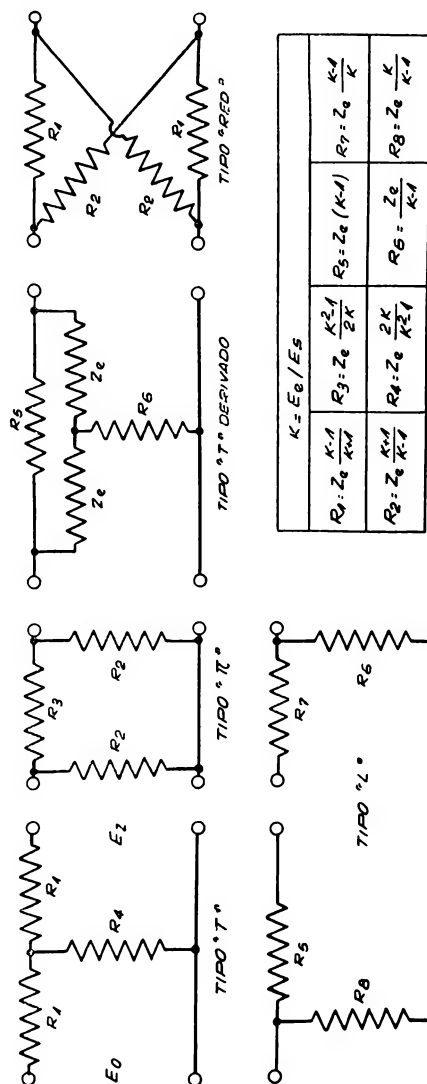 R1 R1
E0 R4 E2
TIPO "T"
R3
R2 R2
TIPO "π"
R5
Ze Ze
R6
TIPO "T" DERIVADO
R1
R2
R2
R1
TIPO "RED"
R5
R8
R7
R6
TIPO "L"
K = Ee / Es
R1 = Ze K-1/K+1
R3 = Ze K²-1/2K
R5 = Ze (K-1)
R7 = Ze K-1/K
R2 = Ze K+1/K-1
R4 = Ze 2K/K²-1
R6 = Ze/K-1
R8 = Ze K/K-1